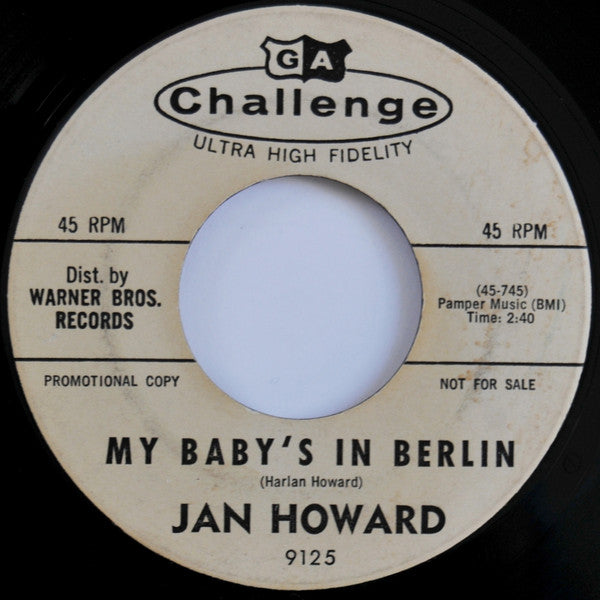 GA
Challenge
ULTRA HIGH FIDELITY
45 RPM
45 RPM
Dist. by
WARNER BROS.
RECORDS
(45-745)
Pamper Music (BMI)
Time: 2:40
PROMOTIONAL COPY
NOT FOR SALE
MY BABY'S IN BERLIN
(Harlan Howard)
JAN HOWARD
9125